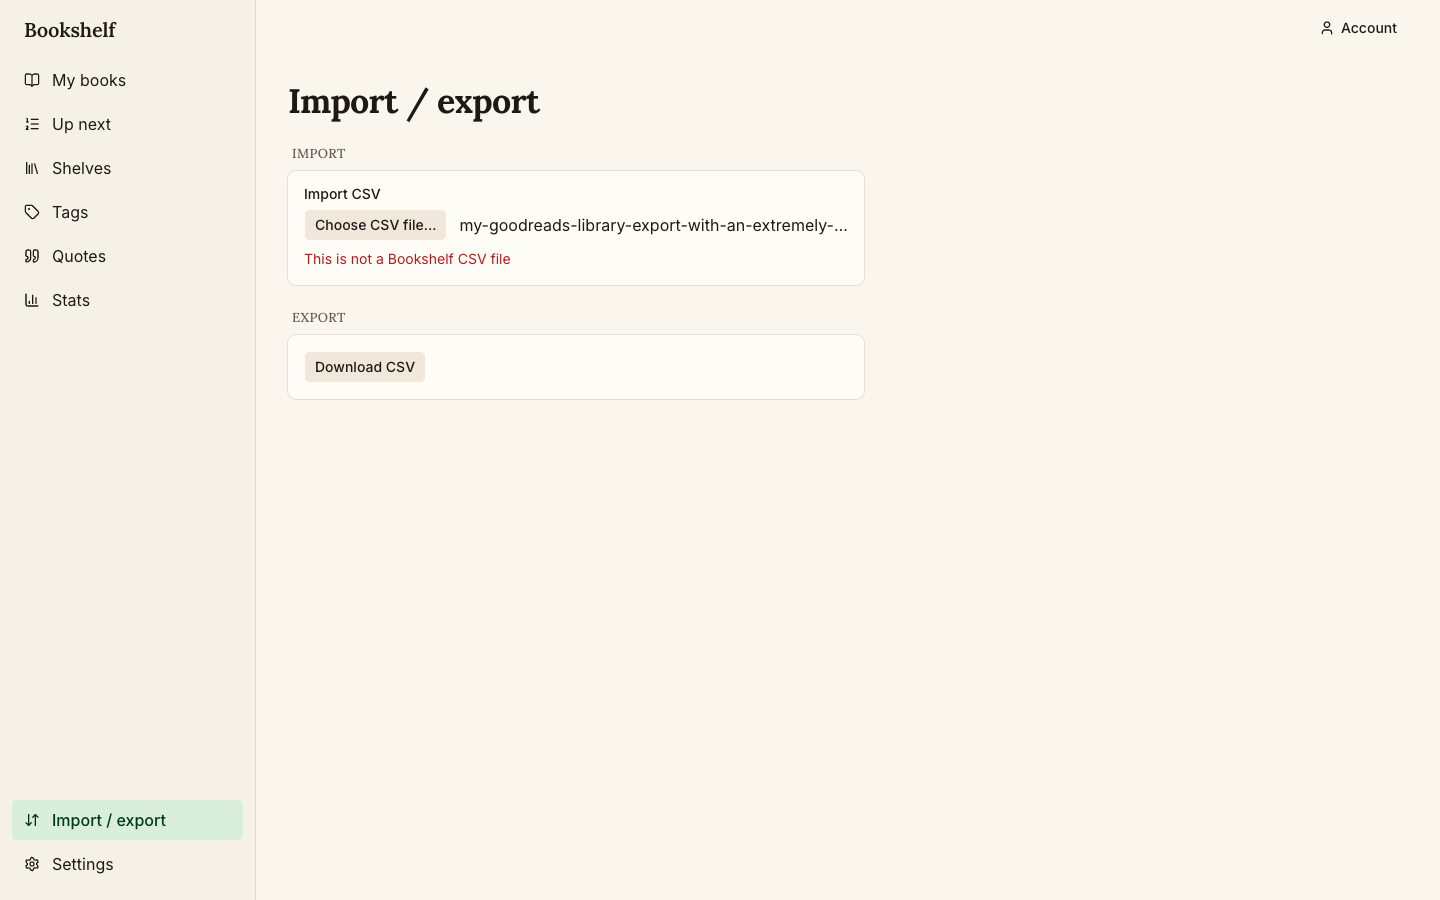 Bookshelf
My books
Up next
Shelves
Tags
Quotes
Stats
Import / export
Settings
Account
Import / export
IMPORT
Import CSV
Choose CSV file...
my-goodreads-library-export-with-an-extremely-...
This is not a Bookshelf CSV file
EXPORT
Download CSV